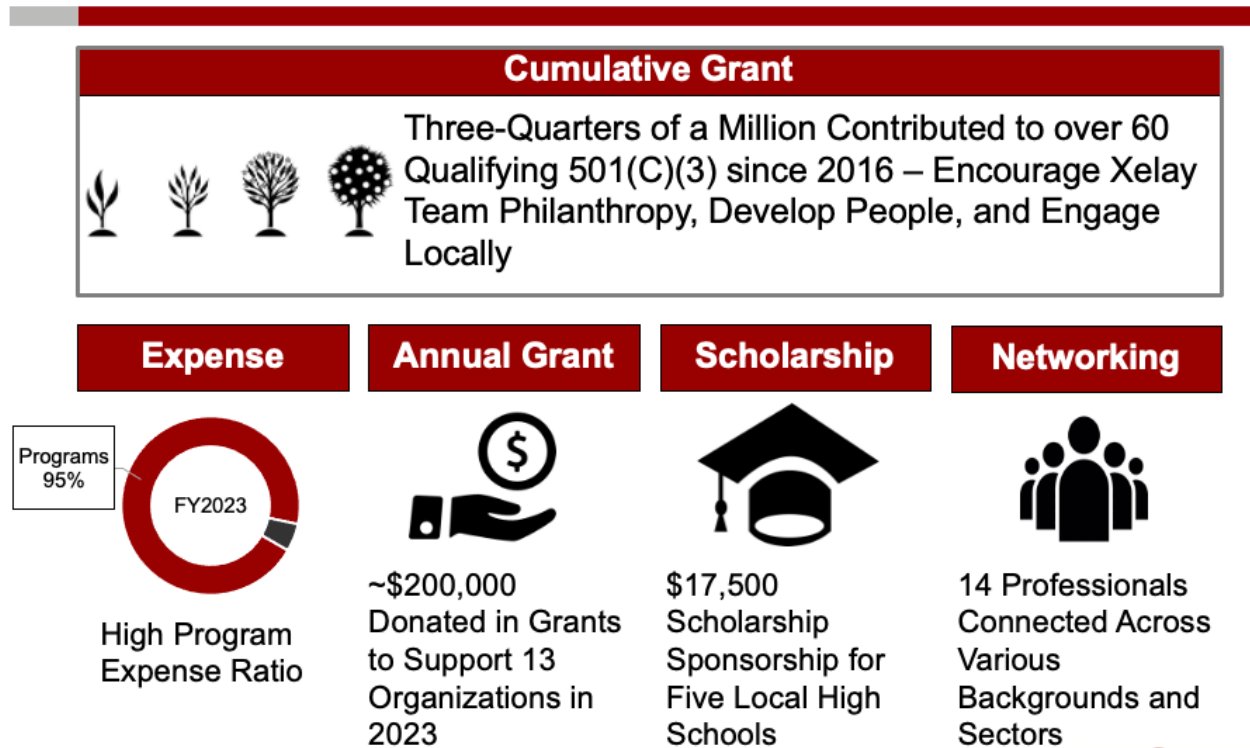 Cumulative Grant
Three-Quarters of a Million Contributed to over 60
Qualifying 501(C)(3) since 2016 – Encourage Xelay
Team Philanthropy, Develop People, and Engage
Locally
Expense
Programs
95%
FY2023
High Program
Expense Ratio
Annual Grant
$
~$200,000
Donated in Grants
to Support 13
Organizations in
2023
Scholarship
$17,500
Scholarship
Sponsorship for
Five Local High
Schools
Networking
14 Professionals
Connected Across
Various
Backgrounds and
Sectors